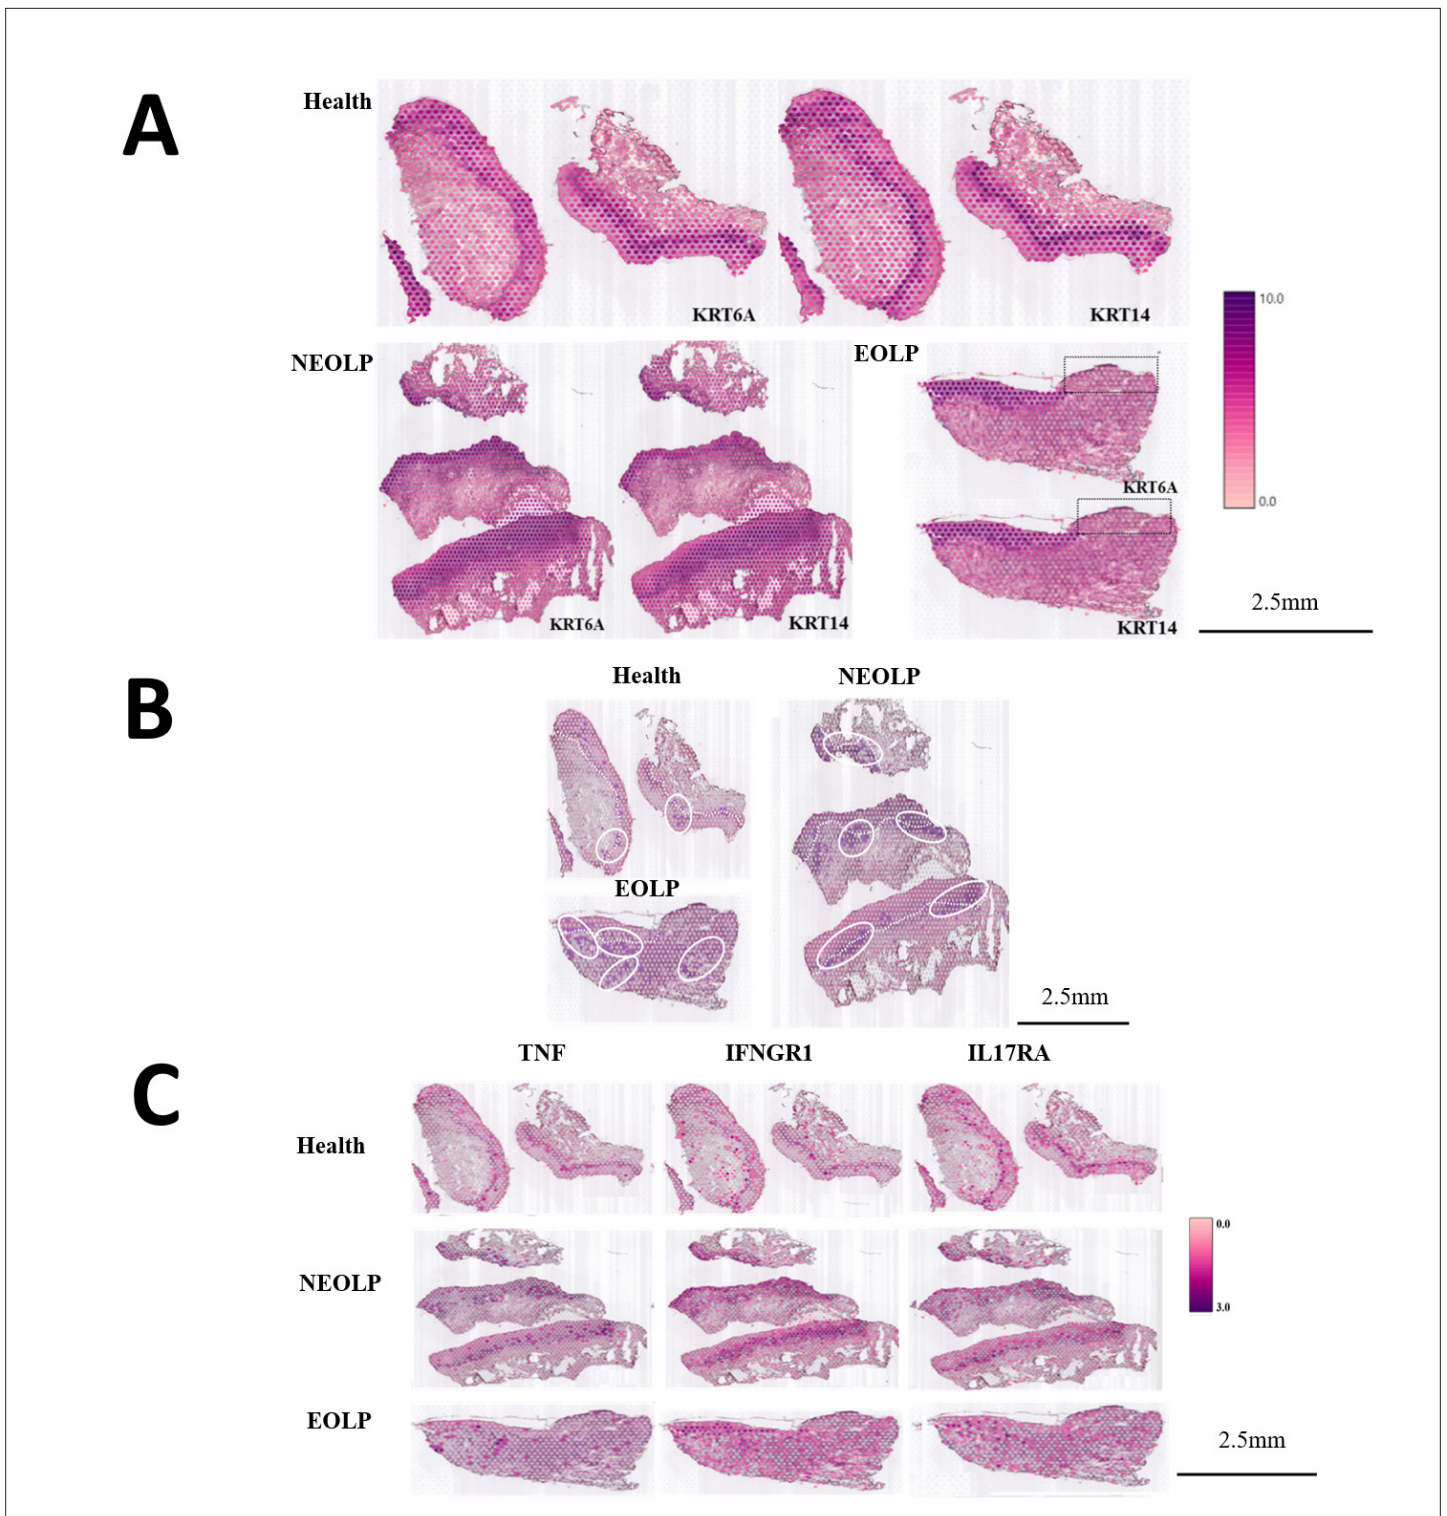 A
Health
KRT6A
KRT14
10.0
0.0
NEOLP
KRT6A
KRT14
EOLP
KRT6A
KRT14
2.5mm
B
Health
NEOLP
EOLP
2.5mm
C
TNF IFNGR1 IL17RA
Health
0.0
3.0
NEOLP
EOLP
2.5mm